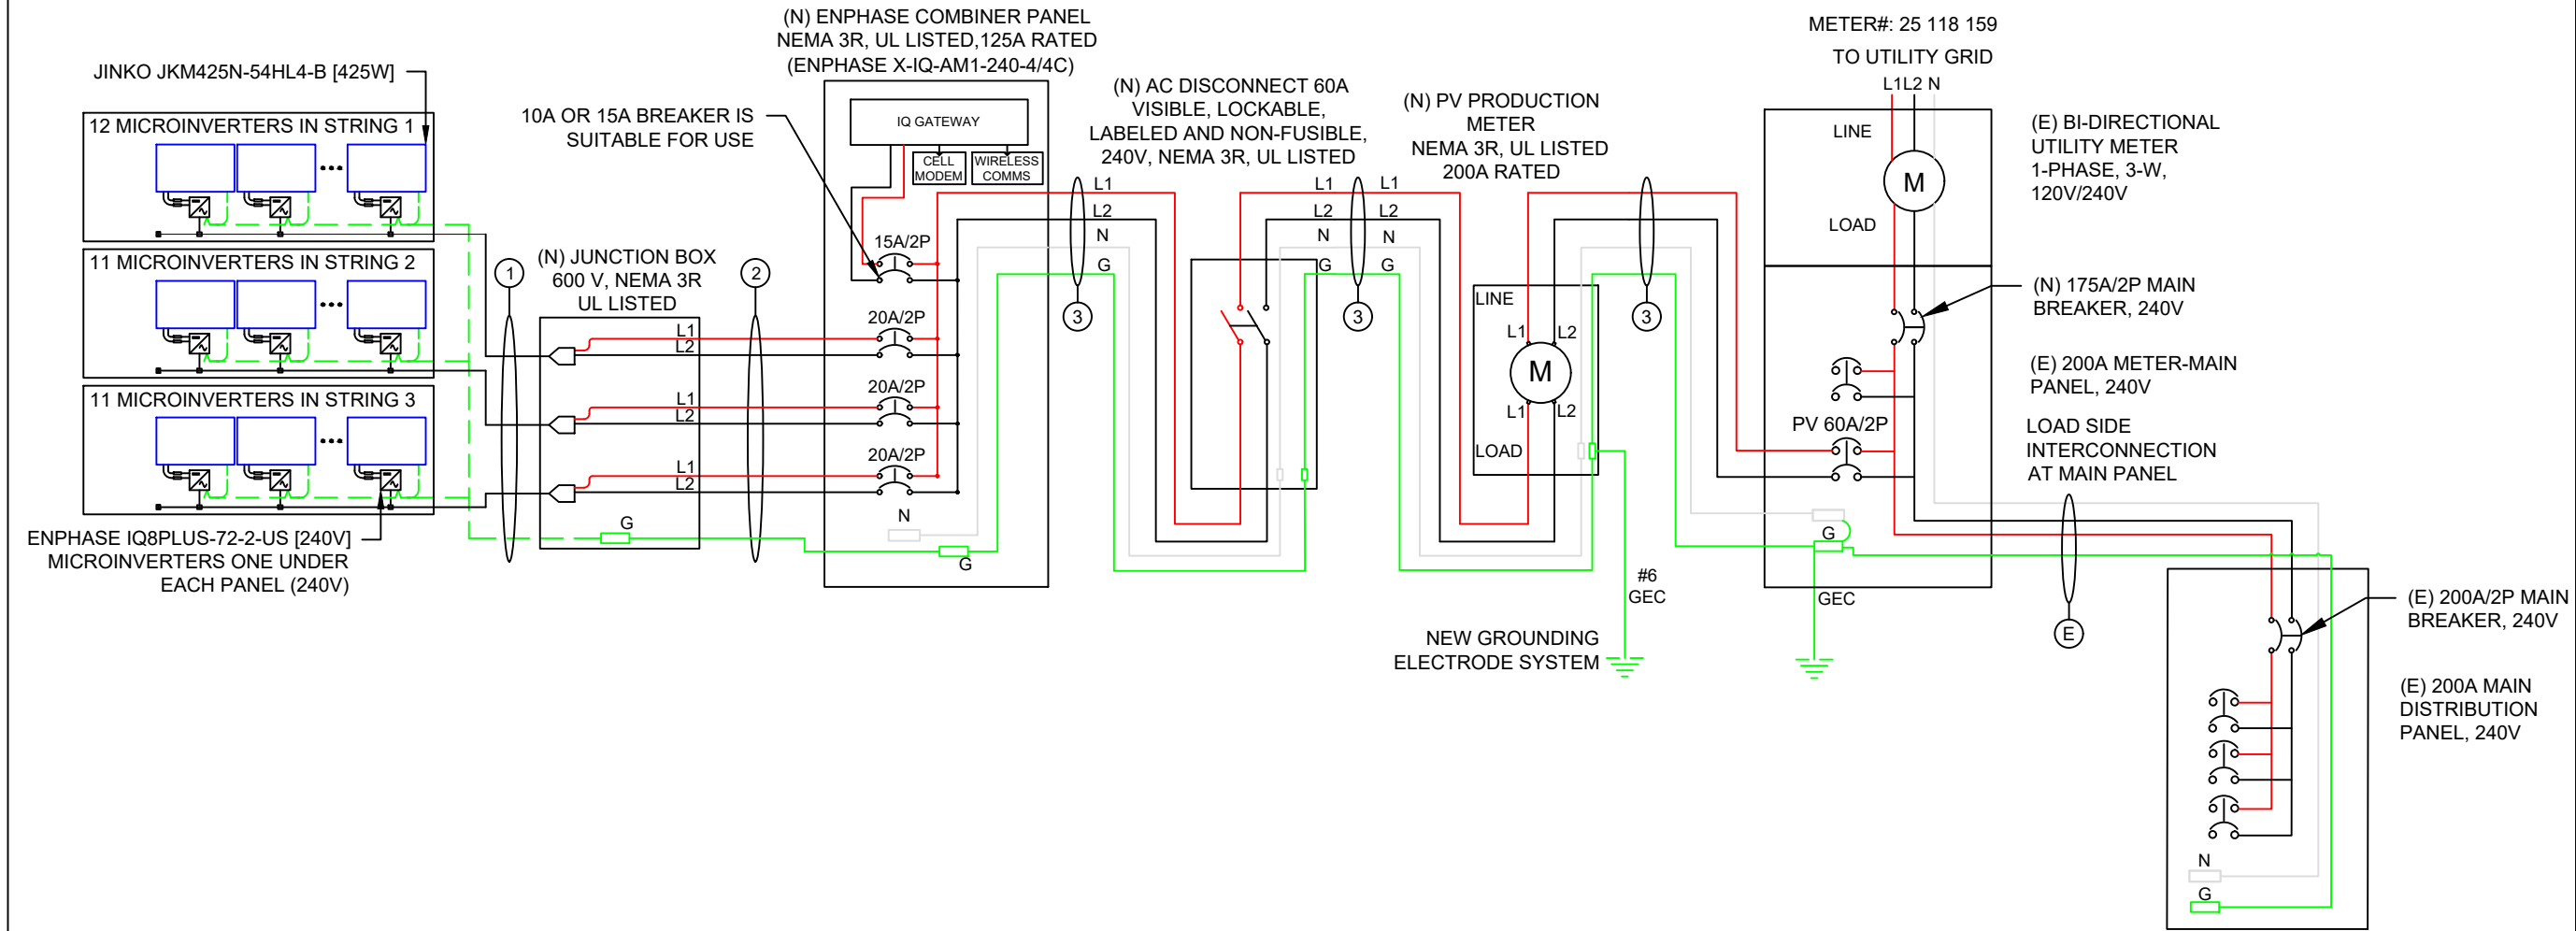 JINKO JKM425N-54HL4-B [425W]
12 MICROINVERTERS IN STRING 1
11 MICROINVERTERS IN STRING 2
11 MICROINVERTERS IN STRING 3
ENPHASE IQ8PLUS-72-2-US [240V]
MICROINVERTERS ONE UNDER
EACH PANEL (240V)
1
(N) JUNCTION BOX
600 V, NEMA 3R
UL LISTED
L1
L2
L1
L2
L1
L2
G
2
10A OR 15A BREAKER IS
SUITABLE FOR USE
(N) ENPHASE COMBINER PANEL
NEMA 3R, UL LISTED,125A RATED
(ENPHASE X-IQ-AM1-240-4/4C)
IQ GATEWAY
CELL
MODEM
WIRELESS
COMMS
15A/2P
20A/2P
20A/2P
20A/2P
N
G
L1
L2
N
G
3
(N) AC DISCONNECT 60A
VISIBLE, LOCKABLE,
LABELED AND NON-FUSIBLE,
240V, NEMA 3R, UL LISTED
L1
L2
N
G
3
L1
L2
N
G
(N) PV PRODUCTION
METER
NEMA 3R, UL LISTED
200A RATED
LINE
L1
L2
M
L1
L2
LOAD
3
#6
GEC
NEW GROUNDING
ELECTRODE SYSTEM
METER#: 25 118 159
TO UTILITY GRID
L1L2 N
LINE
M
LOAD
(E) BI-DIRECTIONAL
UTILITY METER
1-PHASE, 3-W,
120V/240V
(N) 175A/2P MAIN
BREAKER, 240V
(E) 200A METER-MAIN
PANEL, 240V
PV 60A/2P
LOAD SIDE
INTERCONNECTION
AT MAIN PANEL
G
GEC
E
(E) 200A/2P MAIN
BREAKER, 240V
(E) 200A MAIN
DISTRIBUTION
PANEL, 240V
N
G